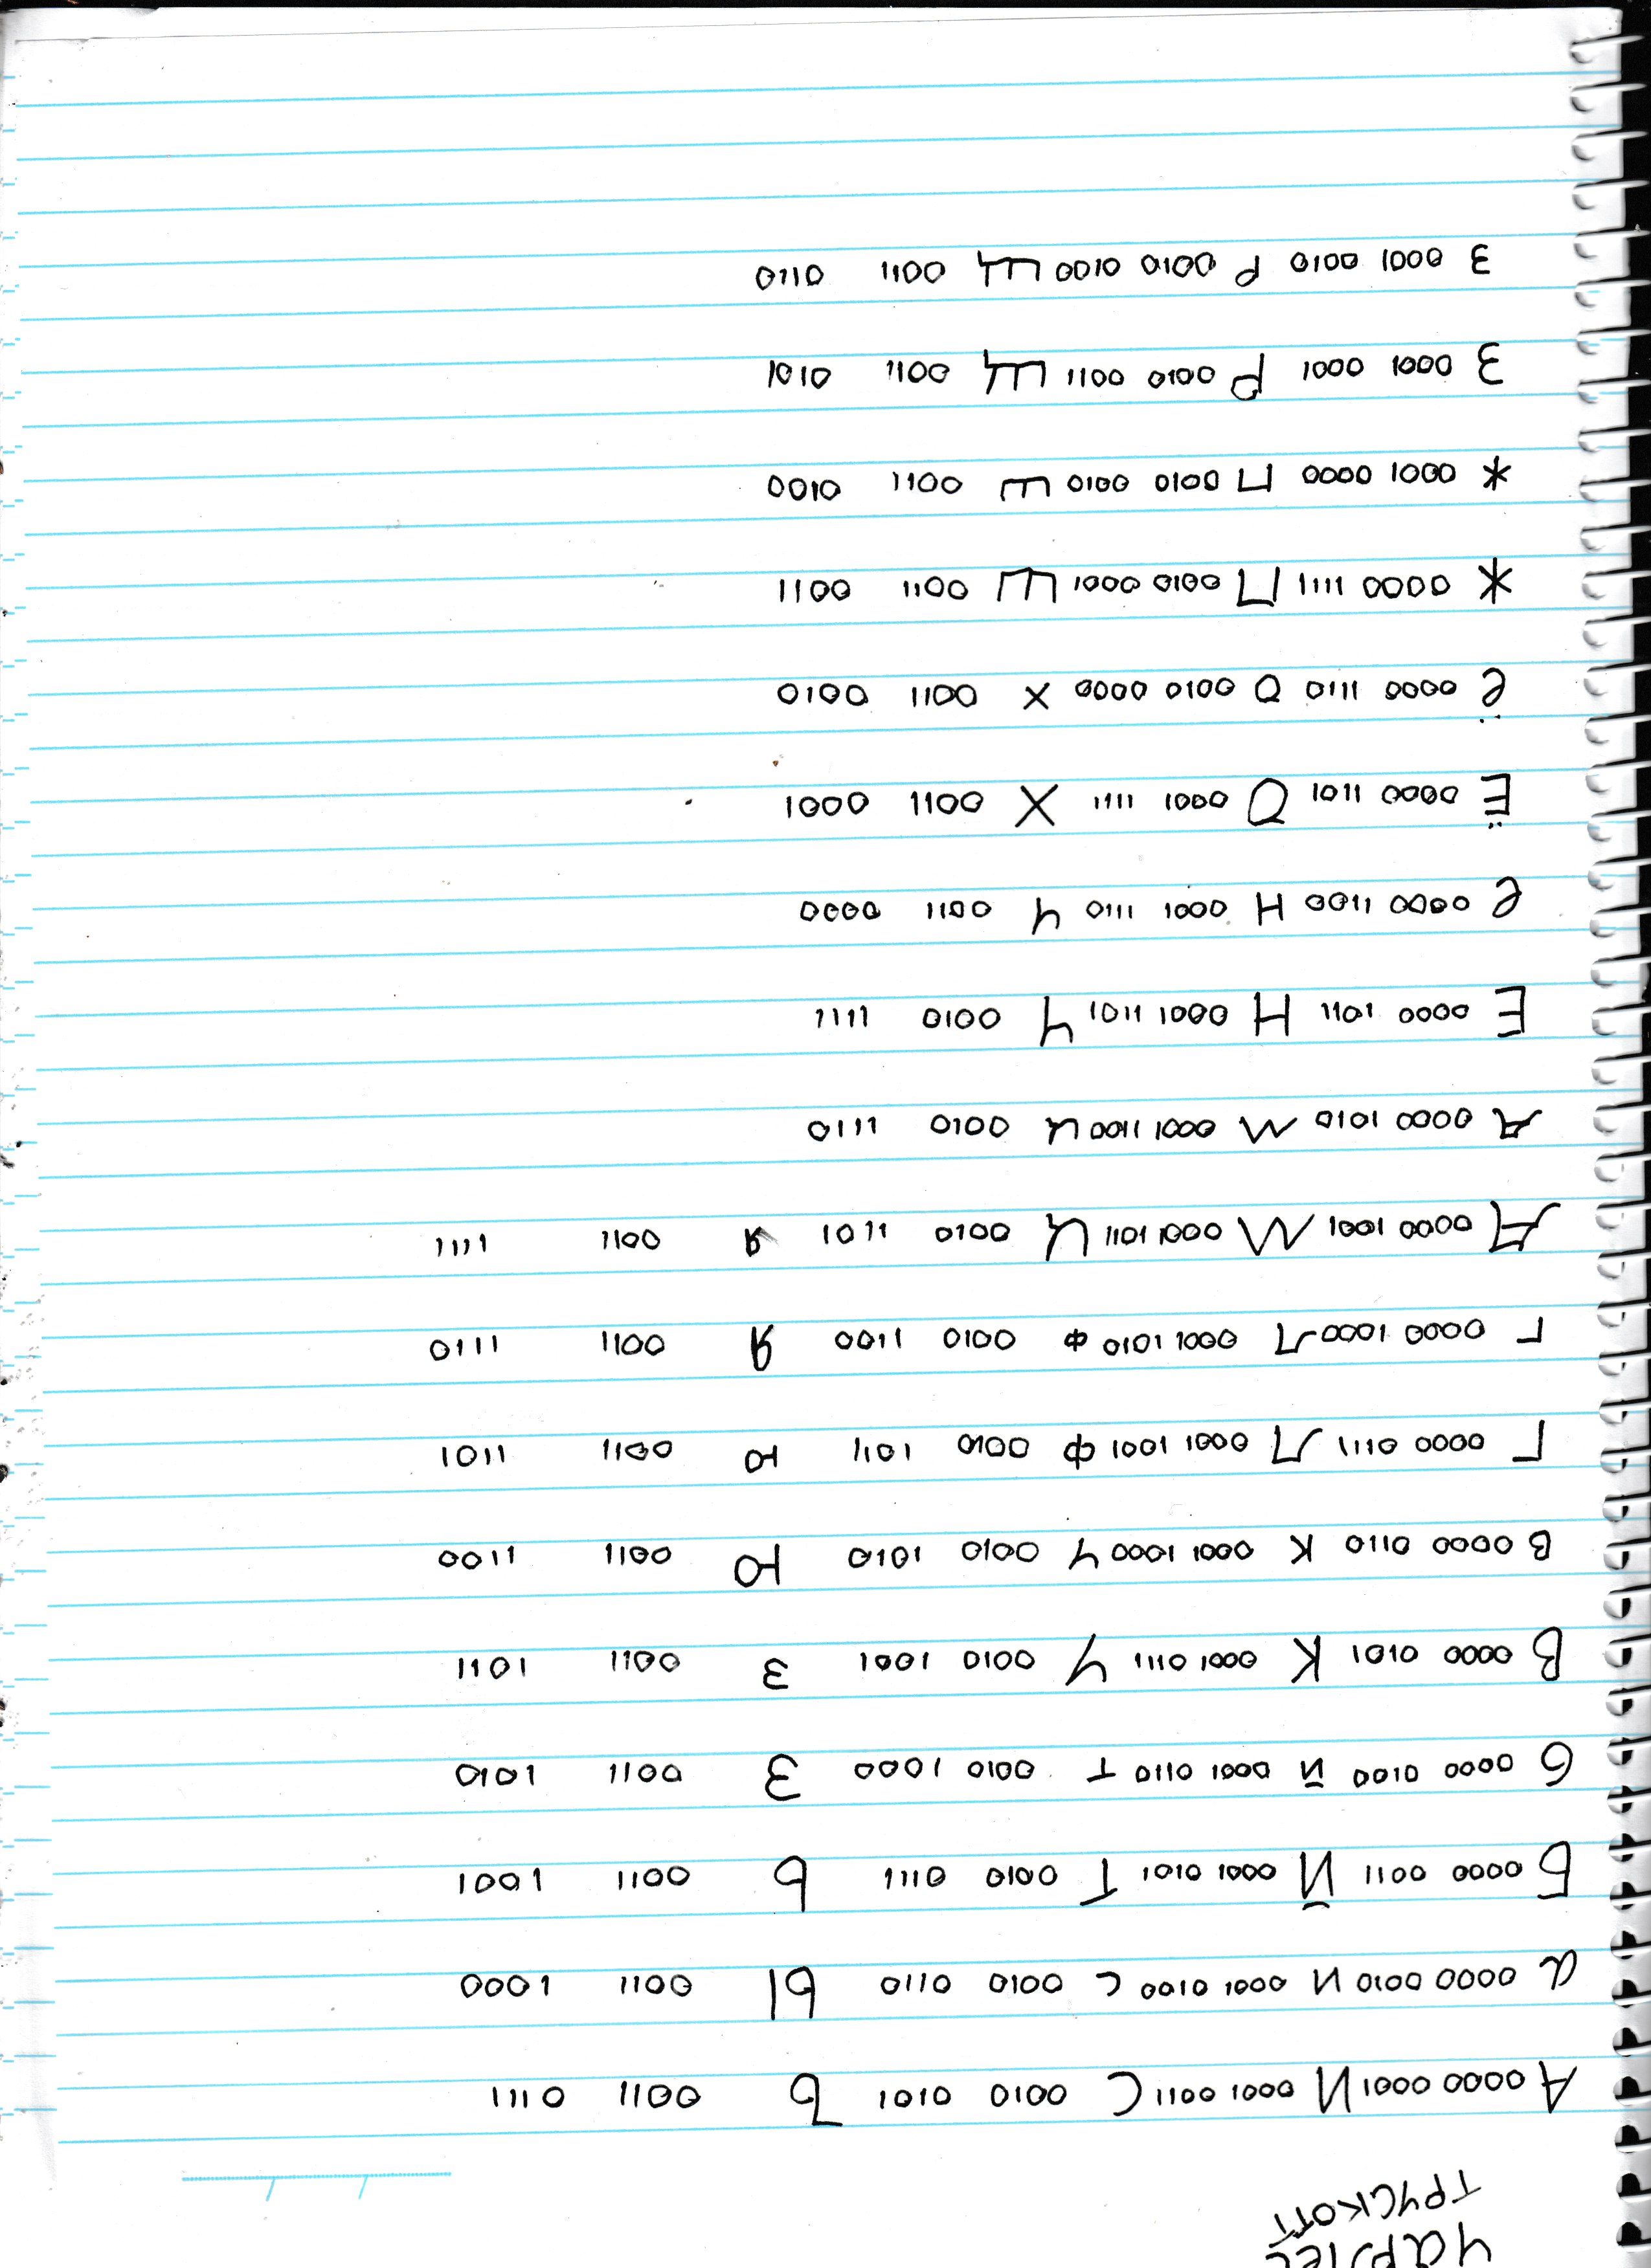 Чарлес
Трускотт
А 0000 0001 И 0001 0011 С 0010 0101 Ъ 0011 0111
а 0000 0010 и 0001 0100 с 0010 0110 Ы 0011 1000
Б 0000 0011 Й 0001 0101 Т 0010 0111 Ь 0011 1001
б 0000 0100 й 0001 0110 т 0010 1000 З 0011 1010
В 0000 0101 К 0001 0111 У 0010 1001 з 0011 1011
в 0000 0110 к 0001 1000 у 0010 1010 Ю 0011 1100
Г 0000 0111 Л 0001 1001 Ф 0010 1011 ю 0011 1101
г 0000 1000 л 0001 1010 ф 0010 1100 Я 0011 1110
Д 0000 1001 М 0001 1011 Ц 0010 1101 я 0011 1111
д 0000 1010 м 0001 1100 ц 0010 1110
Е 0000 1011 Н 0001 1101 Ч 0010 1111
е 0000 1100 н 0001 1110 ч 0011 0000
Ё 0000 1101 О 0001 1111 Х 0011 0001
ё 0000 1110 о 0010 0000 х 0011 0010
Ж 0000 1111 П 0010 0001 Ш 0011 0011
ж 0001 0000 п 0010 0010 ш 0011 0100
З 0001 0001 Р 0010 0011 Щ 0011 0101
з 0001 0010 р 0010 0100 щ 0011 0110